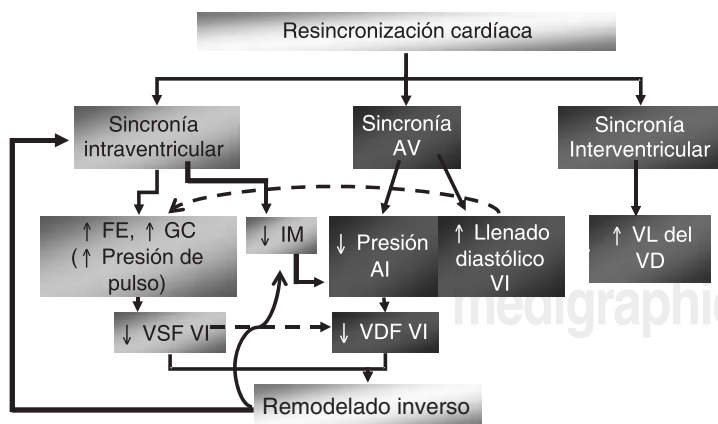 Resincronización cardíaca
Sincronía
intraventricular
Sincronía
AV
Sincronía
Interventricular
↑ FE, ↑ GC
(↑ Presión de
pulso)
↓ IM
↓ Presión
AI
↑ Llenado
diastólico
VI
↑ VL del
VD
↓ VSF VI
↓ VDF VI
Remodelado inverso
medigraphic